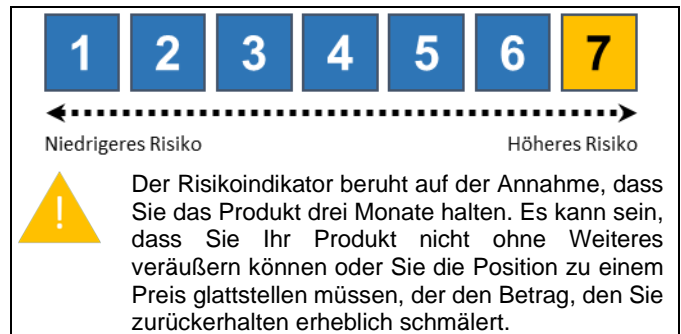 1 2 3 4 5 6 7
Niedrigeres Risiko Höheres Risiko
!
Der Risikoindikator beruht auf der Annahme, dass
Sie das Produkt drei Monate halten. Es kann sein,
dass Sie Ihr Produkt nicht ohne Weiteres
veräußern können oder Sie die Position zu einem
Preis glattstellen müssen, der den Betrag, den Sie
zurückerhalten erheblich schmälert.